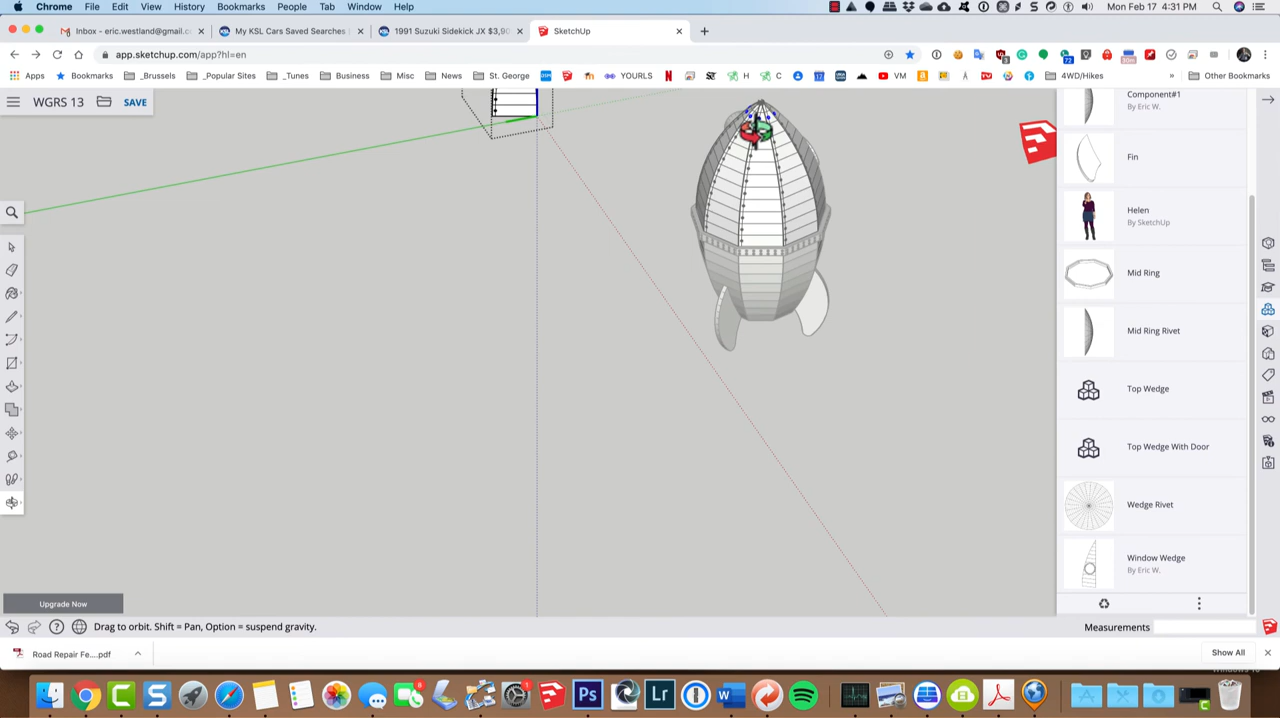 Chrome File Edit View History Bookmarks People Tab Window Help Mon Feb 17 4:31 PM
Inbox - eric.westland@gmail.c
My KSL Cars Saved Searches |
1991 Suzuki Sidekick JX $3,90
SketchUp
app.sketchup.com/app?hl=en
Apps Bookmarks _Brussels _Popular Sites _Tunes Business Misc News St. George YOURLS H C VM 4WD/Hikes » Other Bookmarks
WGRS 13 SAVE
Component#1
By Eric W.
Fin
Helen
By SketchUp
Mid Ring
Mid Ring Rivet
Top Wedge
Top Wedge With Door
Wedge Rivet
Window Wedge
By Eric W.
Upgrade Now
Drag to orbit. Shift = Pan, Option = suspend gravity.
Measurements
Road Repair Fe....pdf
Show All
Ps
Lr